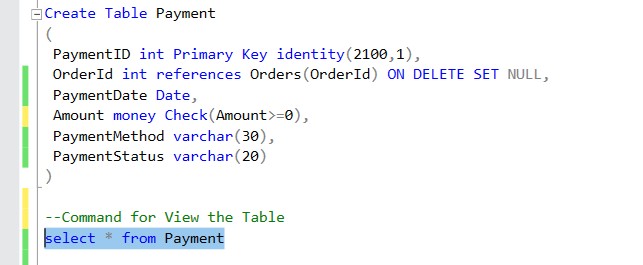 Create Table Payment
(
PaymentID int Primary Key identity(2100,1),
OrderId int references Orders(OrderId) ON DELETE SET NULL,
PaymentDate Date,
Amount money Check(Amount>=0),
PaymentMethod varchar(30),
PaymentStatus varchar(20)
)
--Command for View the Table
select * from Payment